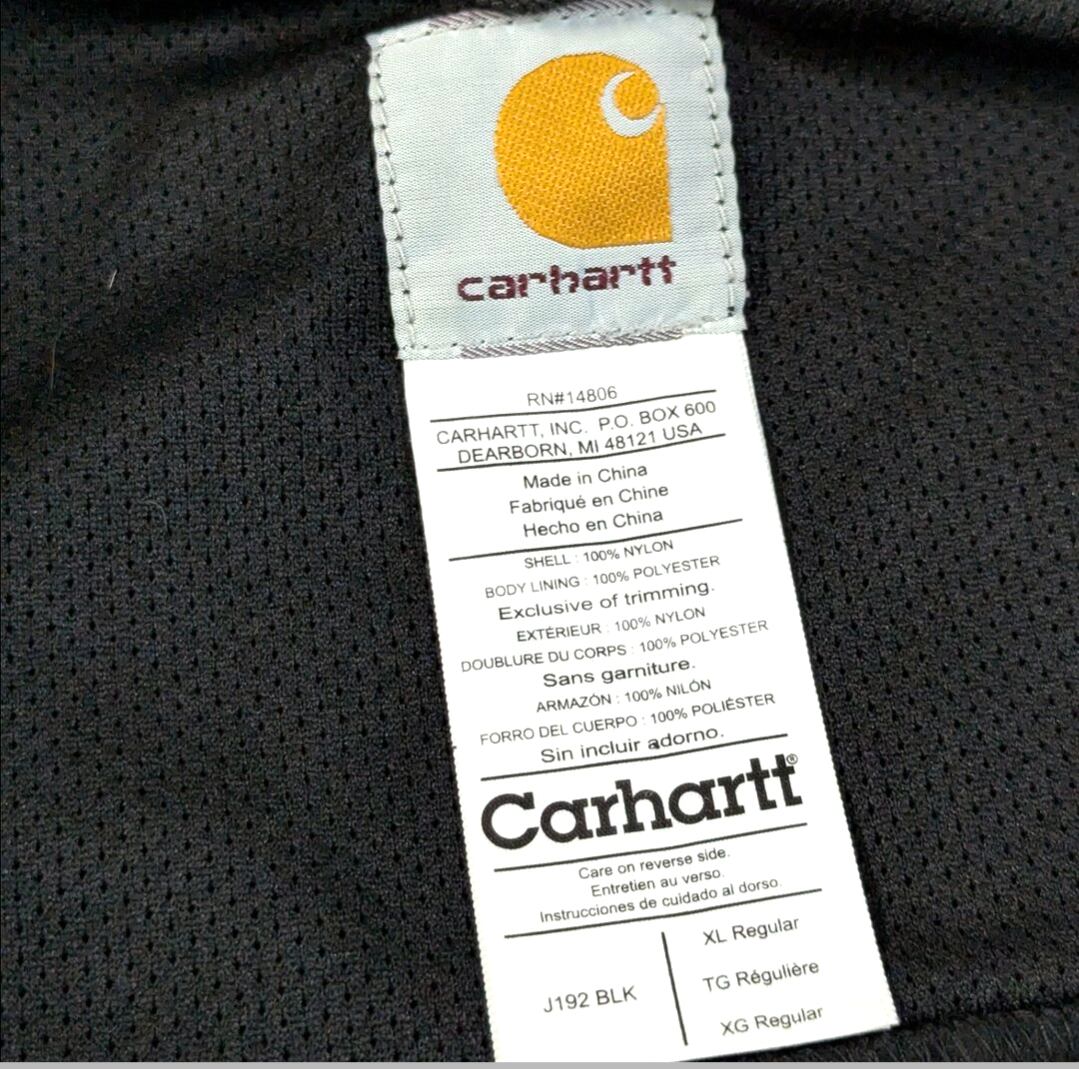 carhartt
RN#14806
CARHARTT, INC. P.O. BOX 600
DEARBORN, MI 48121 USA
Made in China
Fabriqué en Chine
Hecho en China
SHELL : 100% NYLON
BODY LINING : 100% POLYESTER
Exclusive of trimming.
EXTÉRIEUR : 100% NYLON
DOUBLURE DU CORPS : 100% POLYESTER
Sans garniture.
ARMAZÓN : 100% NILÓN
FORRO DEL CUERPO : 100% POLIÉSTER
Sin incluir adorno.
Carhartt®
Care on reverse side.
Entretien au verso.
Instrucciones de cuidado al dorso.
J192 BLK
XL Regular
TG Régulière
XG Regular